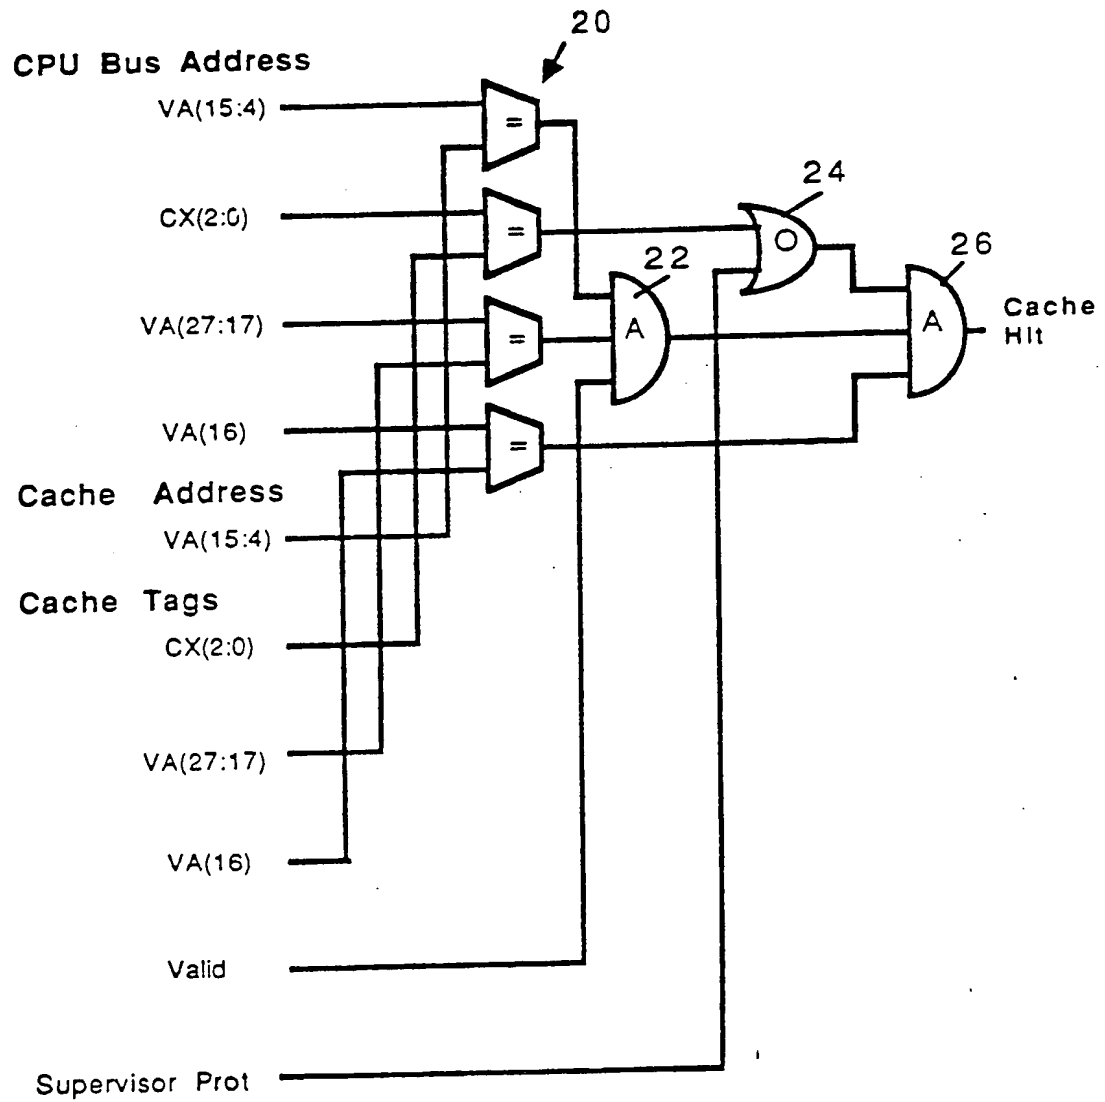 20
CPU Bus Address
VA(15:4)
=
24
CX(2:0)
=
O
22
26
VA(27:17)
=
A
A
Cache
Hit
VA(16)
=
Cache Address
VA(15:4)
Cache Tags
CX(2:0)
VA(27:17)
VA(16)
Valid
Supervisor Prot